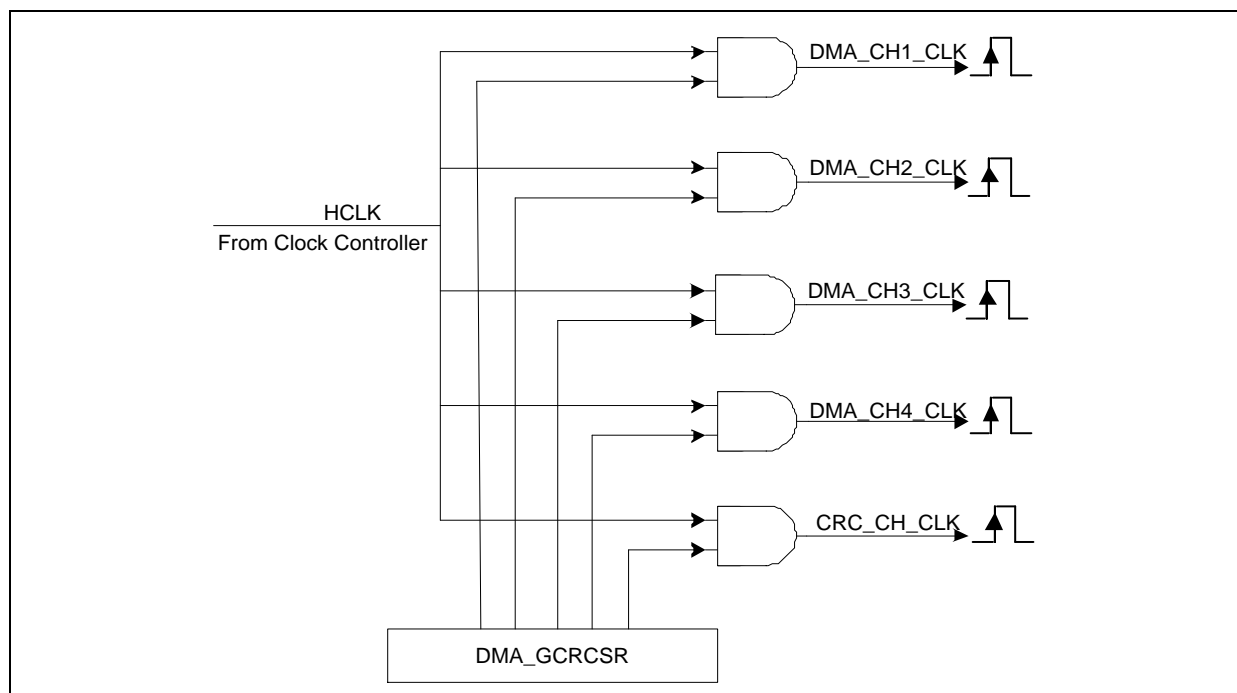 DMA_CH1_CLK
DMA_CH2_CLK
HCLK
From Clock Controller
DMA_CH3_CLK
DMA_CH4_CLK
CRC_CH_CLK
DMA_GCRCSR